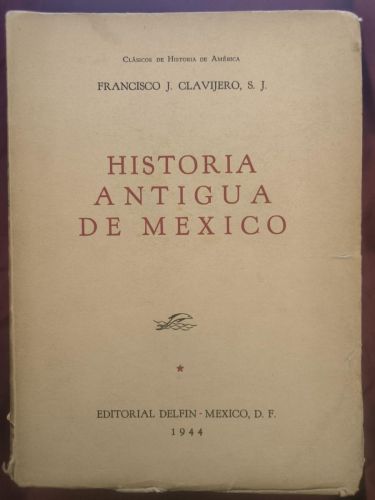 Clásicos de Historia de América
FRANCISCO J. CLAVIJERO, S. J.
HISTORIA
ANTIGUA
DE MEXICO
*
EDITORIAL DELFIN - MEXICO, D. F.
1944